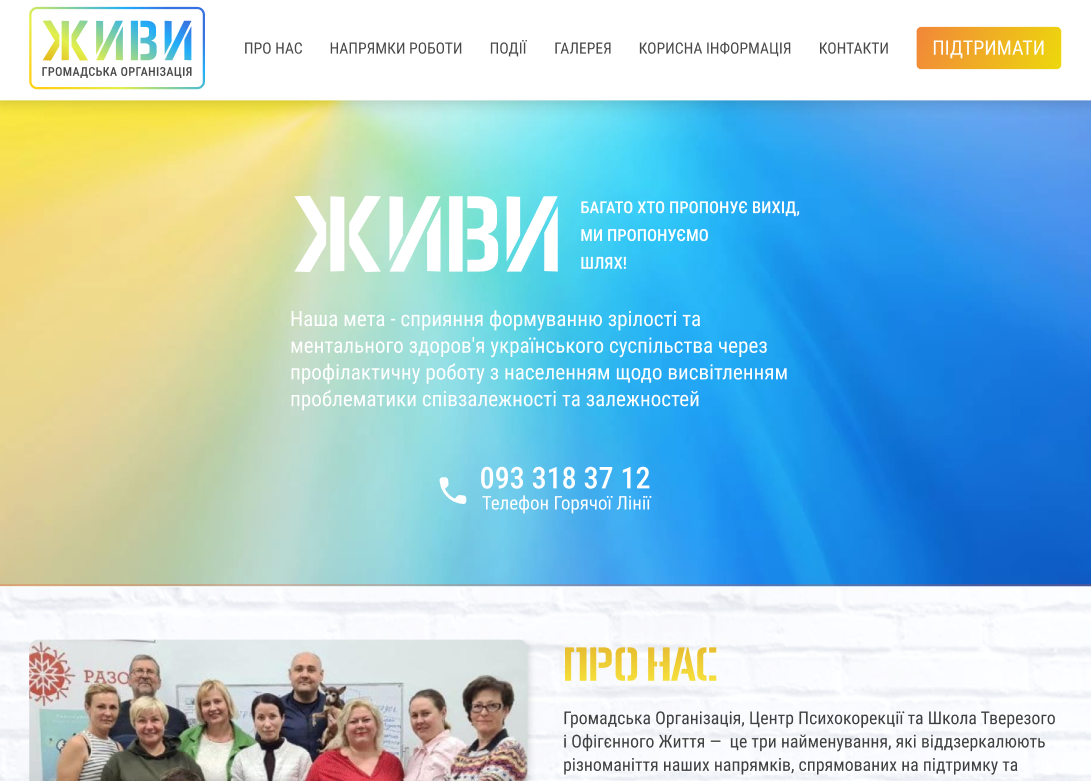 ЖИВИ
ГРОМАДСЬКА ОРГАНІЗАЦІЯ
ПРО НАС
НАПРЯМКИ РОБОТИ
ПОДІЇ
ГАЛЕРЕЯ
КОРИСНА ІНФОРМАЦІЯ
КОНТАКТИ
ПІДТРИМАТИ
ЖИВИ
БАГАТО ХТО ПРОПОНУЄ ВИХІД,
МИ ПРОПОНУЄМО
ШЛЯХ!
Наша мета - сприяння формуванню зрілості та
ментального здоров'я українського суспільства через
профілактичну роботу з населенням щодо висвітленням
проблематики співзалежності та залежностей
093 318 37 12
Телефон Горячої Лінії
ПРО НАС
Громадська Організація, Центр Психокорекції та Школа Тверезого
і Офігєнного Життя — це три найменування, які віддзеркалюють
різноманіття наших напрямків, спрямованих на підтримку та